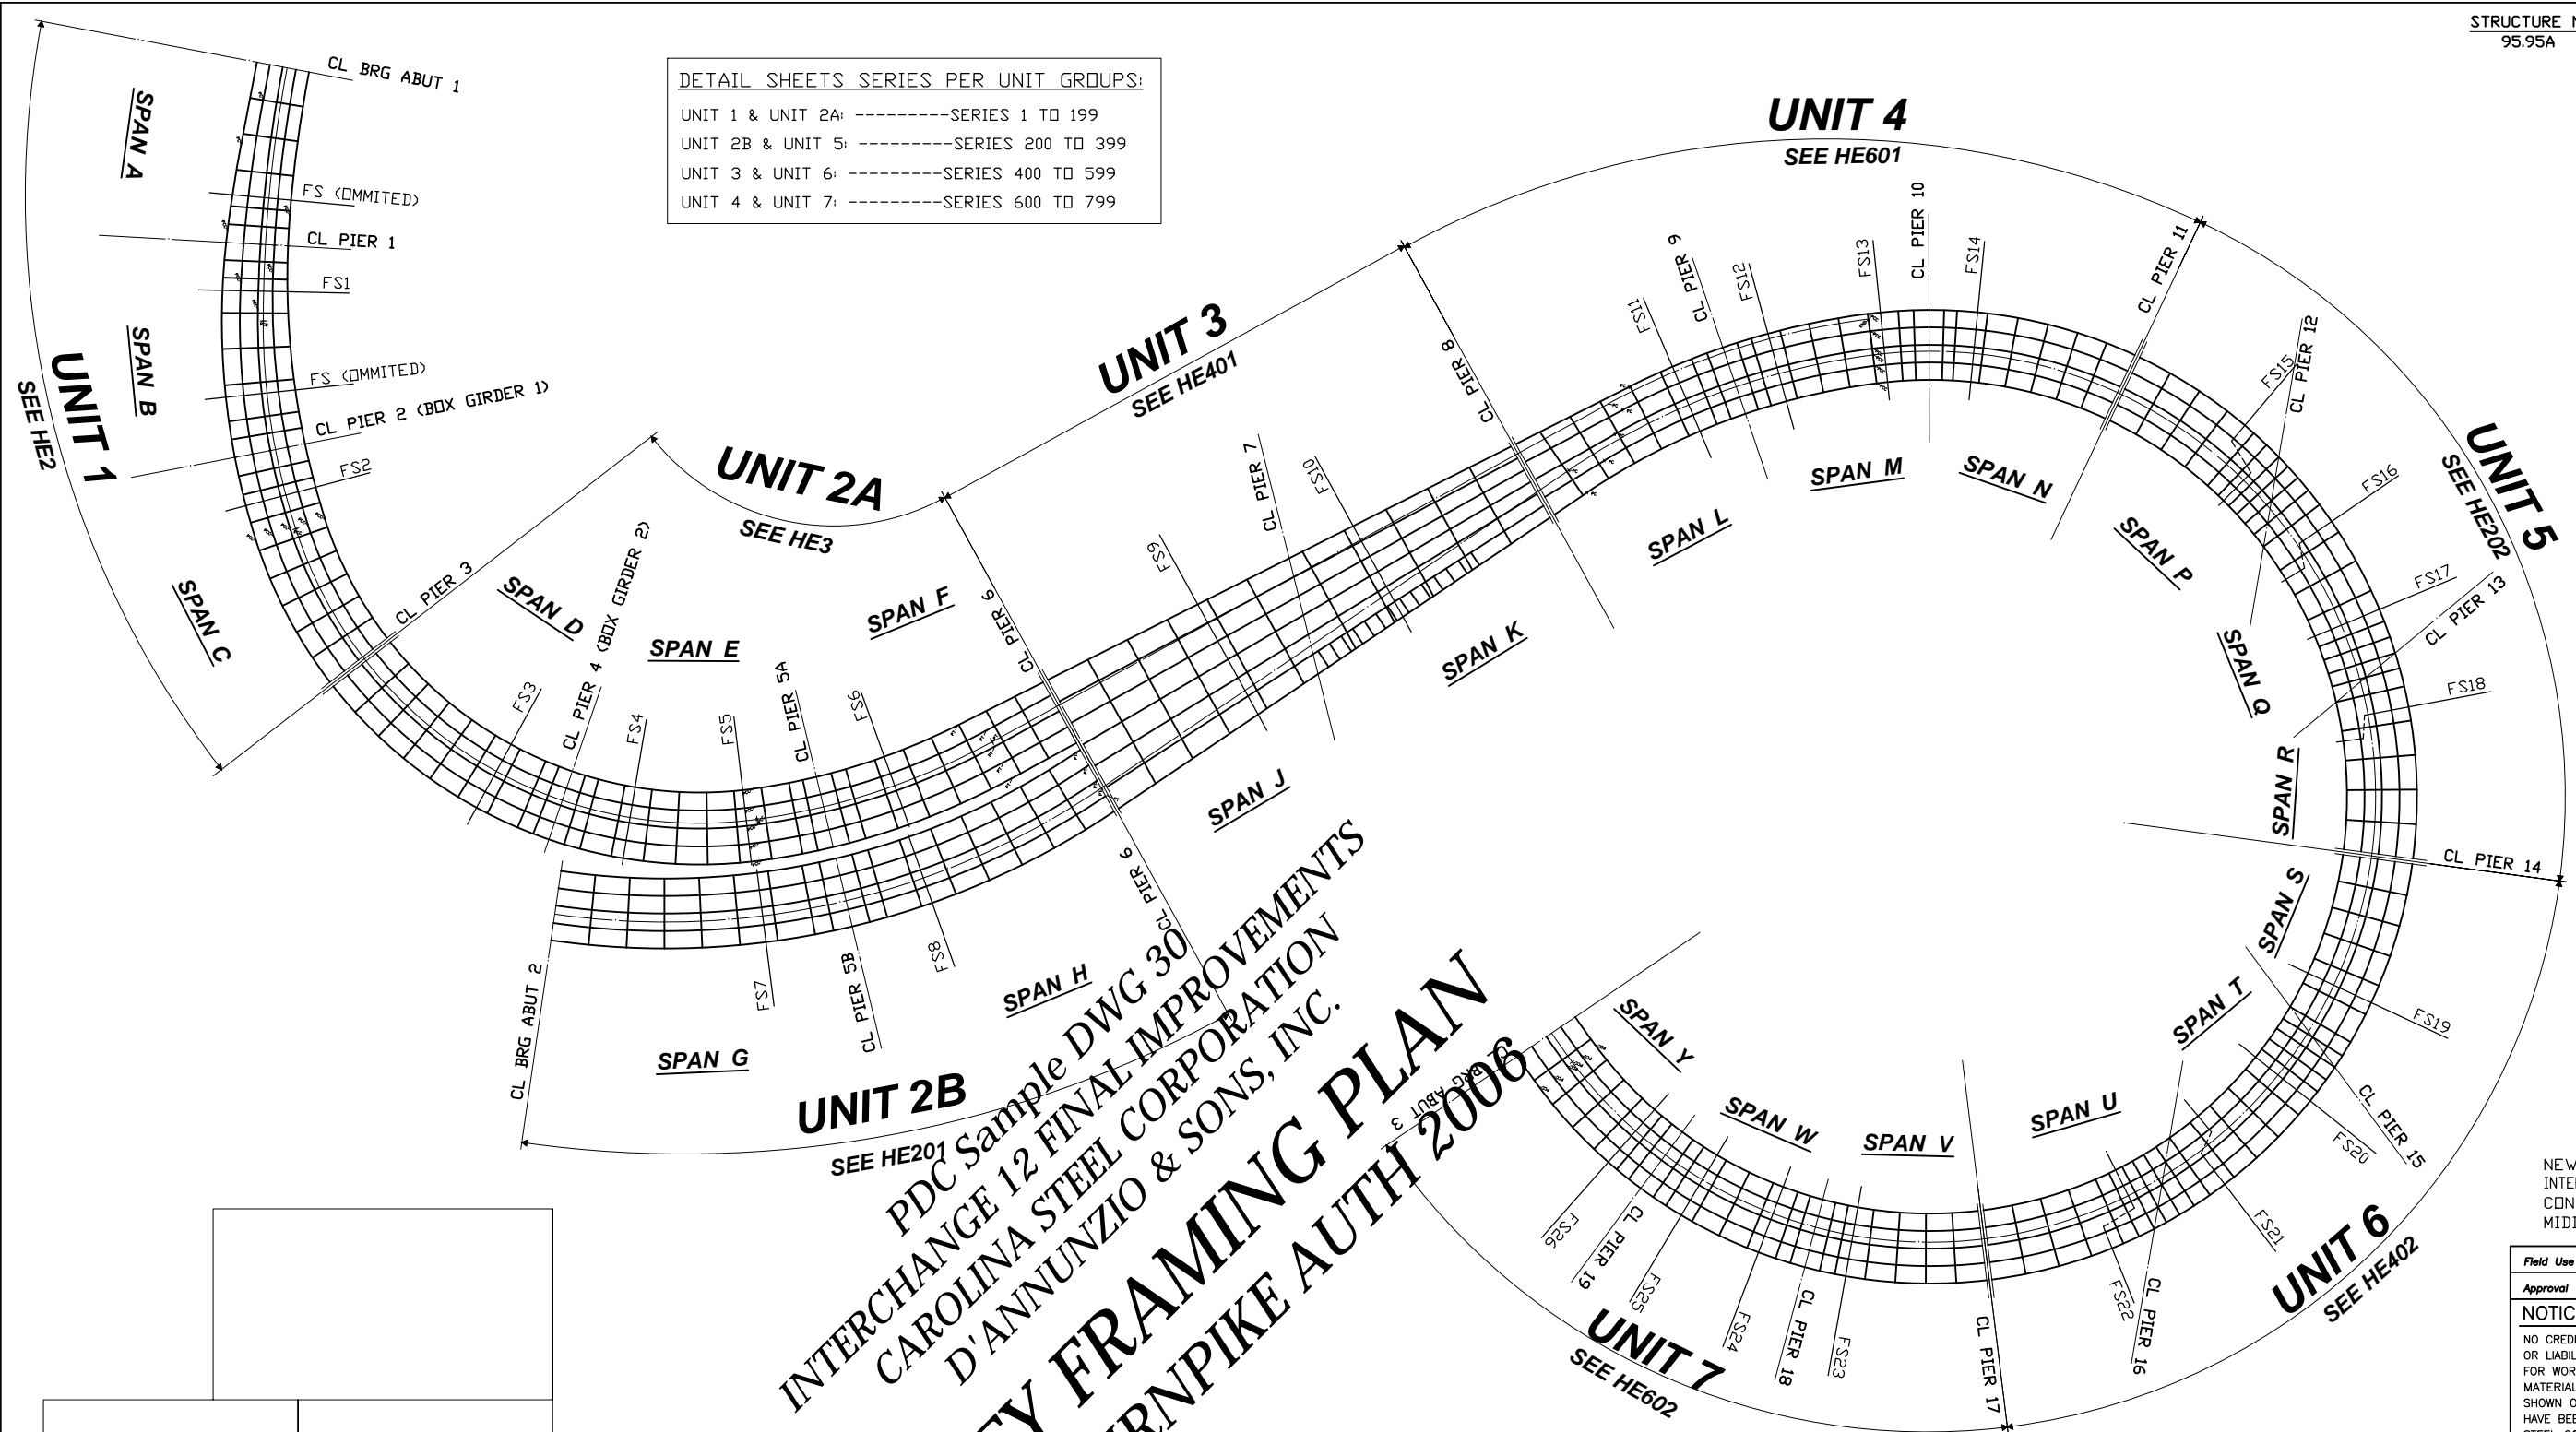 STRUCTURE
95.95A
DETAIL SHEETS SERIES PER UNIT GROUPS:
UNIT 1 & UNIT 2A: ---------SERIES 1 TO 199
UNIT 2B & UNIT 5: ---------SERIES 200 TO 399
UNIT 3 & UNIT 6: ---------SERIES 400 TO 599
UNIT 4 & UNIT 7: ---------SERIES 600 TO 799
CL BRG ABUT 1
SPAN A
FS (OMMITED)
CL PIER 1
FS1
SPAN B
UNIT 1
SEE HE2
FS (OMMITED)
CL PIER 2 (BOX GIRDER 1)
FS2
SPAN C
CL PIER 3
UNIT 2A
SEE HE3
SPAN D
FS3
CL PIER 4 (BOX GIRDER 2)
FS4
SPAN E
FS5
CL PIER 5A
FS6
SPAN F
CL PIER 6
UNIT 3
SEE HE401
FS9
CL PIER 7
FS10
CL PIER 8
SPAN J
SPAN K
UNIT 4
SEE HE601
FS11
CL PIER 9
FS12
FS13
CL PIER 10
FS14
CL PIER 11
SPAN L
SPAN M
SPAN N
UNIT 5
SEE HE202
FS15
CL PIER 12
FS16
FS17
CL PIER 13
FS18
SPAN P
SPAN Q
SPAN R
CL PIER 14
SPAN S
FS19
CL PIER 15
FS20
SPAN T
FS21
SPAN U
CL PIER 16
FS22
UNIT 6
SEE HE402
CL PIER 17
SPAN V
SPAN W
SPAN Y
FS23
CL PIER 18
FS24
FS25
CL PIER 19
FS26
UNIT 7
SEE HE602
BRG ABUT 3
CL BRG ABUT 2
SPAN G
FS7
CL PIER 5B
FS8
SPAN H
CL PIER 6
UNIT 2B
SEE HE201
PDC Sample DWG 30
INTERCHANGE 12 FINAL IMPROVEMENTS
CAROLINA STEEL CORPORATION
D'ANNUNZIO & SONS, INC.
FRAMING PLAN
AUTH 2006
NEW
Field Use
Approval
NO
OR
FOR
SHOWN